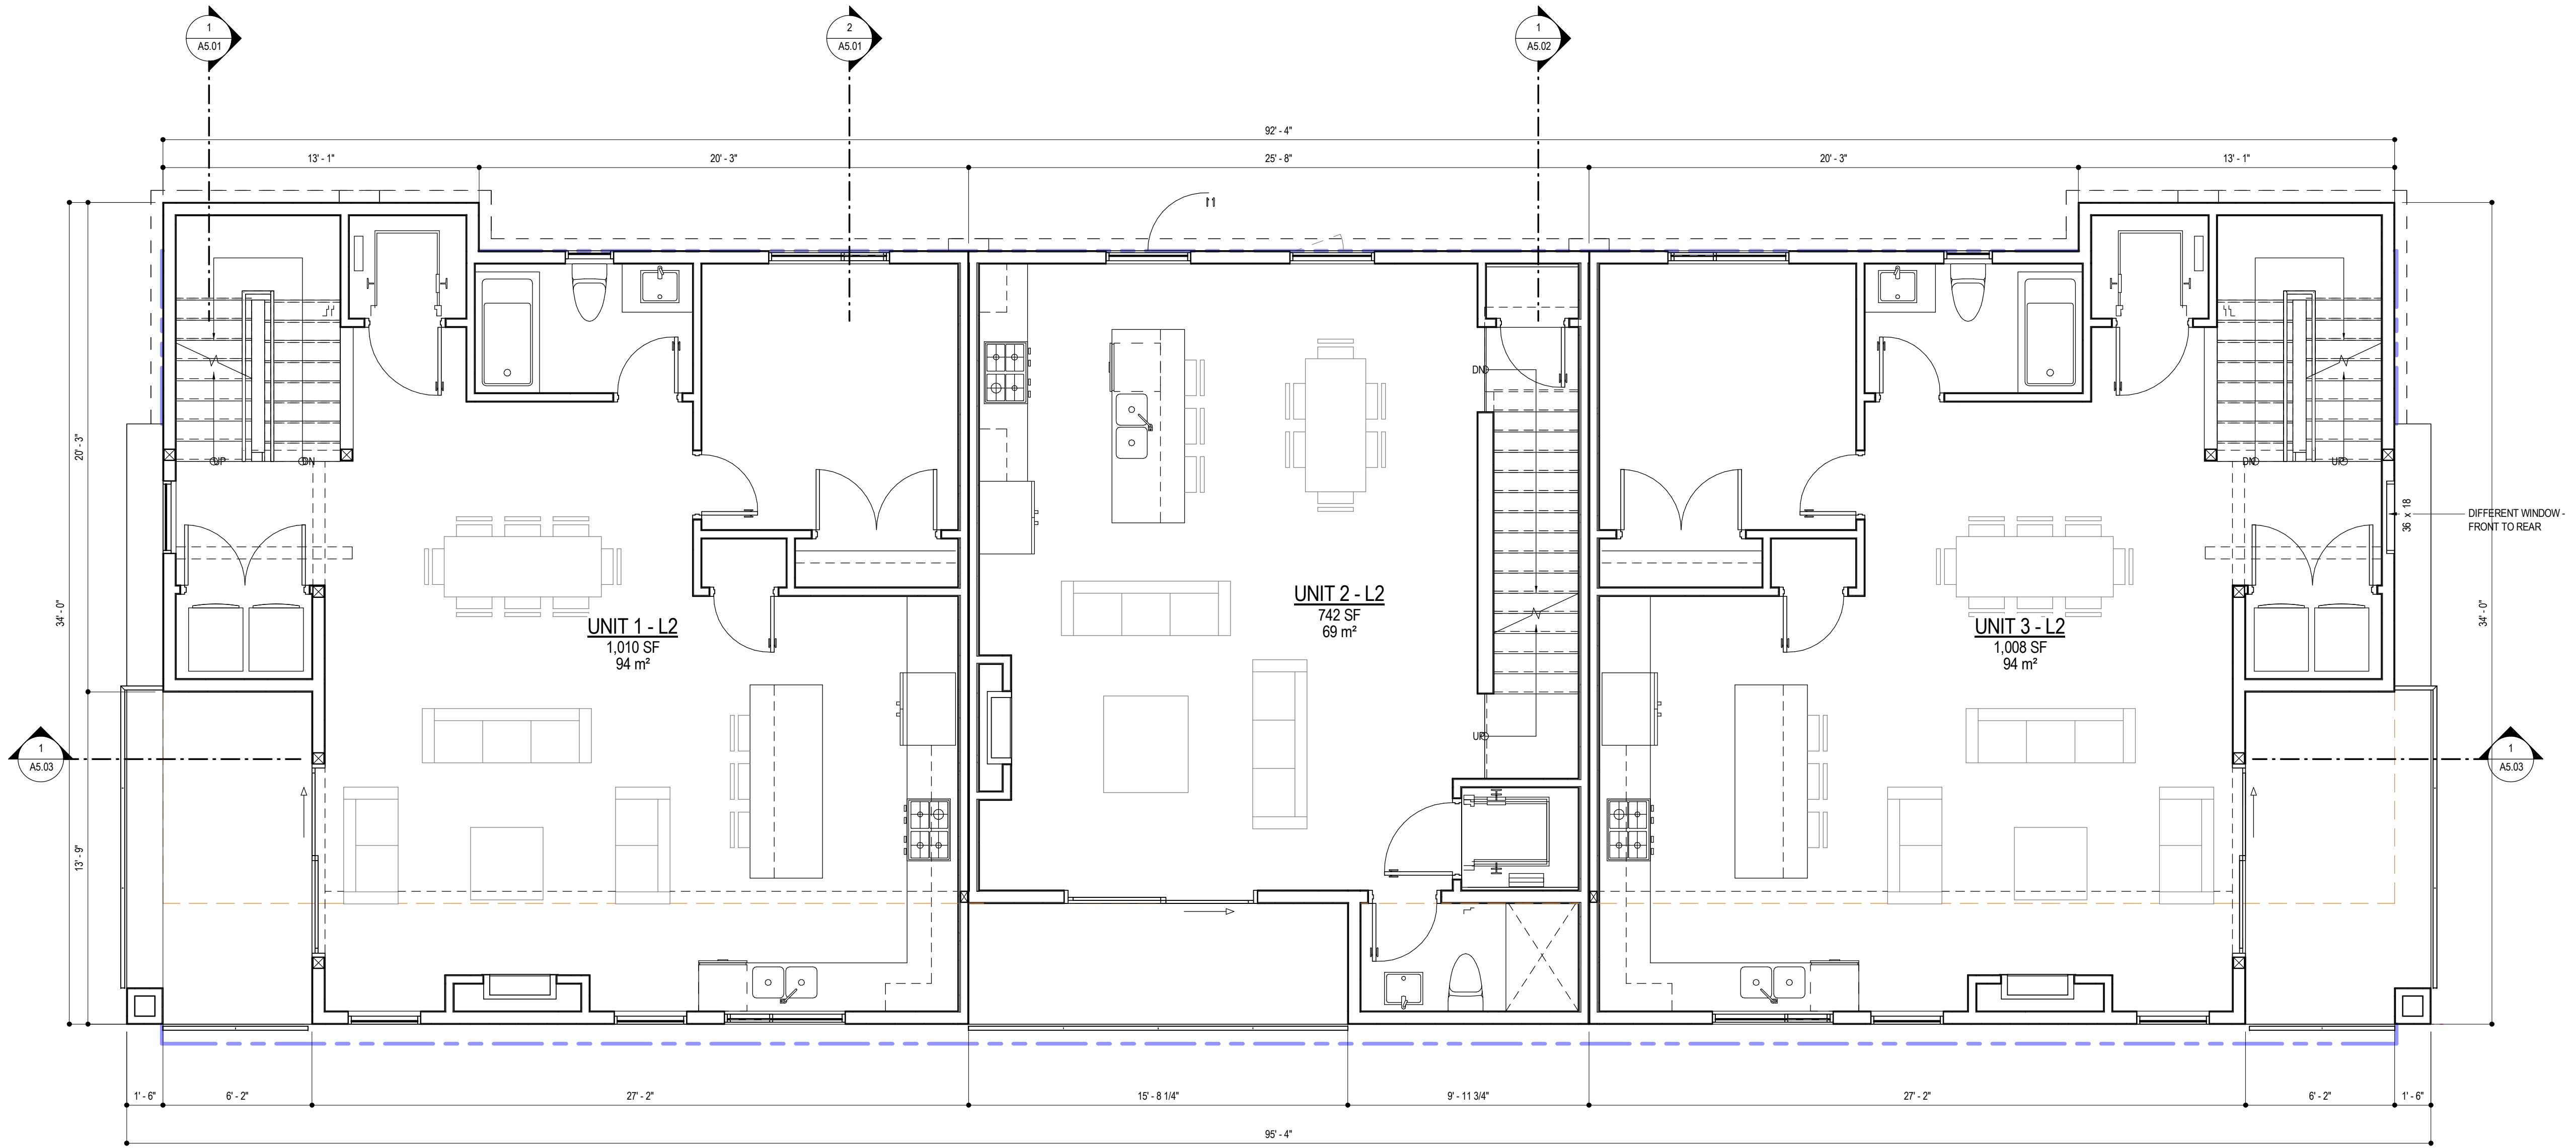 1
A5.01
2
A5.01
1
A5.02
92' - 4"
13' - 1"
20' - 3"
25' - 8"
20' - 3"
13' - 1"
11
DN
UP
DN
DN
UP
20' - 3"
34' - 0"
13' - 9"
36 x 18
DIFFERENT WINDOW -
FRONT TO REAR
34' - 0"
UNIT 1 - L2
1,010 SF
94 m²
UNIT 2 - L2
742 SF
69 m²
UNIT 3 - L2
1,008 SF
94 m²
UP
1
A5.03
1
A5.03
1' - 6"
6' - 2"
27' - 2"
15' - 8 1/4"
9' - 11 3/4"
27' - 2"
6' - 2"
1' - 6"
95' - 4"